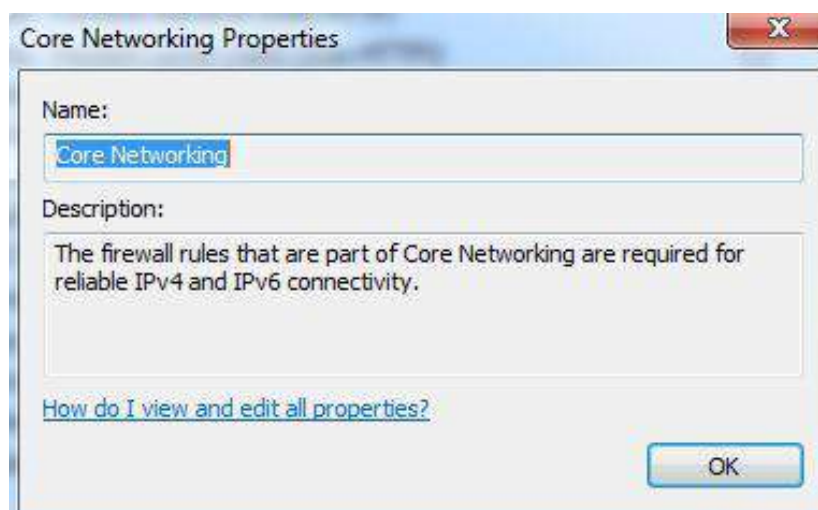 Core Networking Properties
Name:
Core Networking
Description:
The firewall rules that are part of Core Networking are required for
reliable IPv4 and IPv6 connectivity.
How do I view and edit all properties?
OK